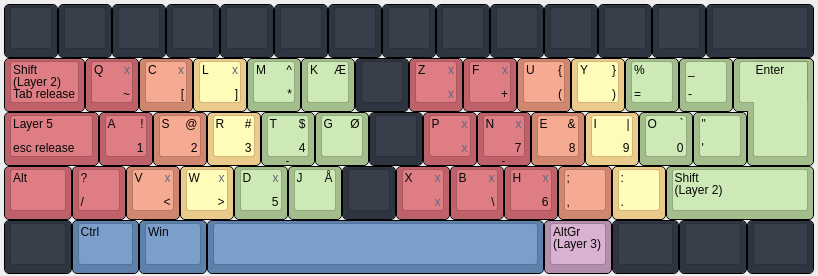 Shift Q x C x L x M ^ K Æ Z x F x U { Y } % _ Enter
(Layer 2)
Tab release ~ [ ] * + ( ) = -
Layer 5 A ! S @ R # T $ G Ø P x N x E & I | O ` "
esc release 1 2 3 4 x 7 8 9 0 '
- -
Alt ? V x W x D x J Å X x B x H x ; : Shift
(Layer 2)
/ < > 5 x \ 6 , .
Ctrl Win AltGr
(Layer 3)